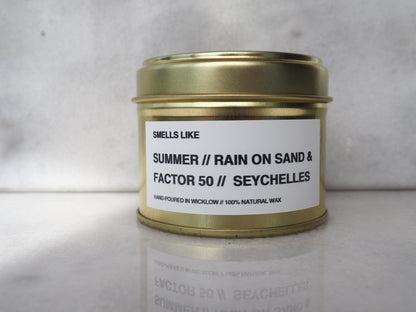 SMELLS LIKE
SUMMER // RAIN ON SAND &
FACTOR 50 // SEYCHELLES
HAND-POURED IN WICKLOW // 100% NATURAL WAX